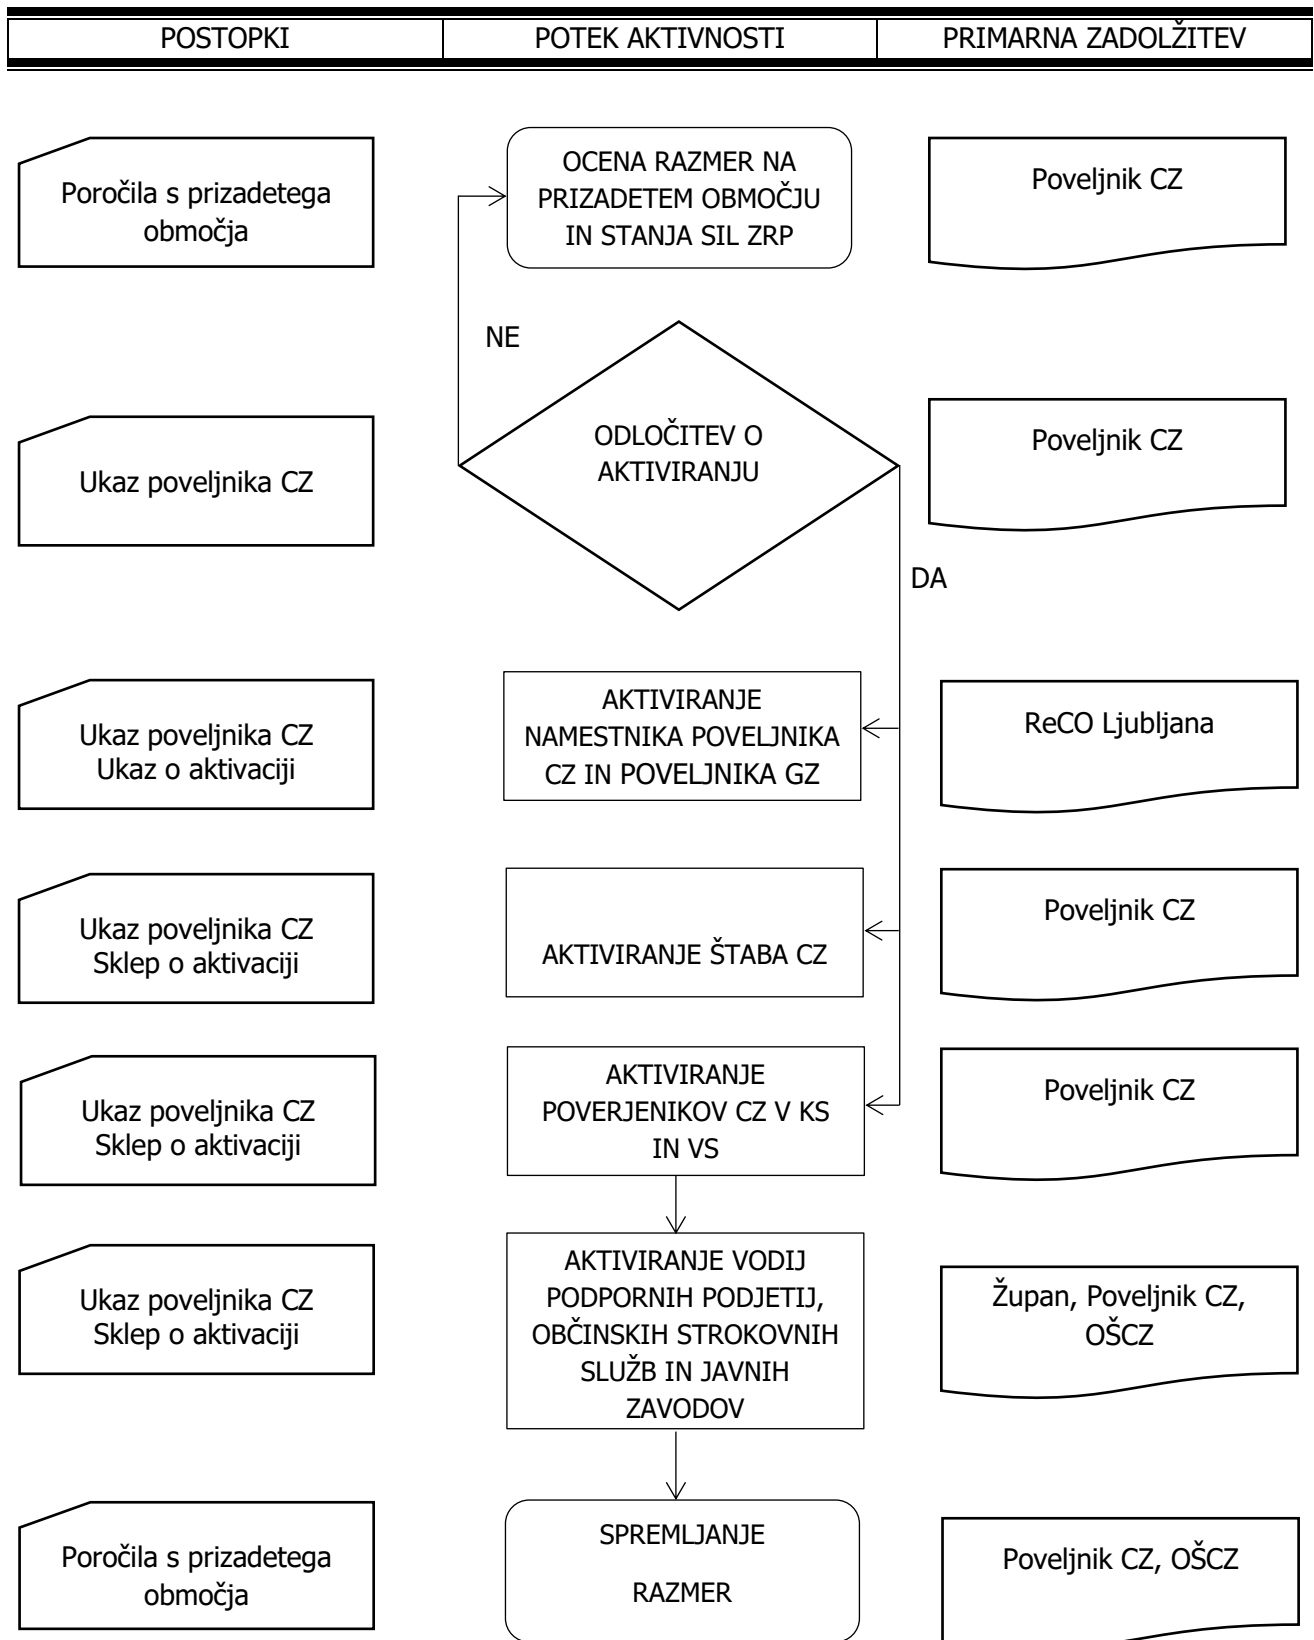 POSTOPKI
POTEK AKTIVNOSTI
PRIMARNA ZADOLŽITEV
Poročila s prizadetega
območja
OCENA RAZMER NA
PRIZADETEM OBMOČJU
IN STANJA SIL ZRP
Poveljnik CZ
NE
Ukaz poveljnika CZ
ODLOČITEV O
AKTIVIRANJU
Poveljnik CZ
DA
Ukaz poveljnika CZ
Ukaz o aktivaciji
AKTIVIRANJE
NAMESTNIKA POVELJNIKA
CZ IN POVELJNIKA GZ
ReCO Ljubljana
Ukaz poveljnika CZ
Sklep o aktivaciji
AKTIVIRANJE ŠTABA CZ
Poveljnik CZ
Ukaz poveljnika CZ
Sklep o aktivaciji
AKTIVIRANJE
POVERJENIKOV CZ V KS
IN VS
Poveljnik CZ
Ukaz poveljnika CZ
Sklep o aktivaciji
AKTIVIRANJE VODIJ
PODPORNIH PODJETIJ,
OBČINSKIH STROKOVNIH
SLUŽB IN JAVNIH
ZAVODOV
Župan, Poveljnik CZ,
OŠCZ
Poročila s prizadetega
območja
SPREMLJANJE
RAZMER
Poveljnik CZ, OŠCZ